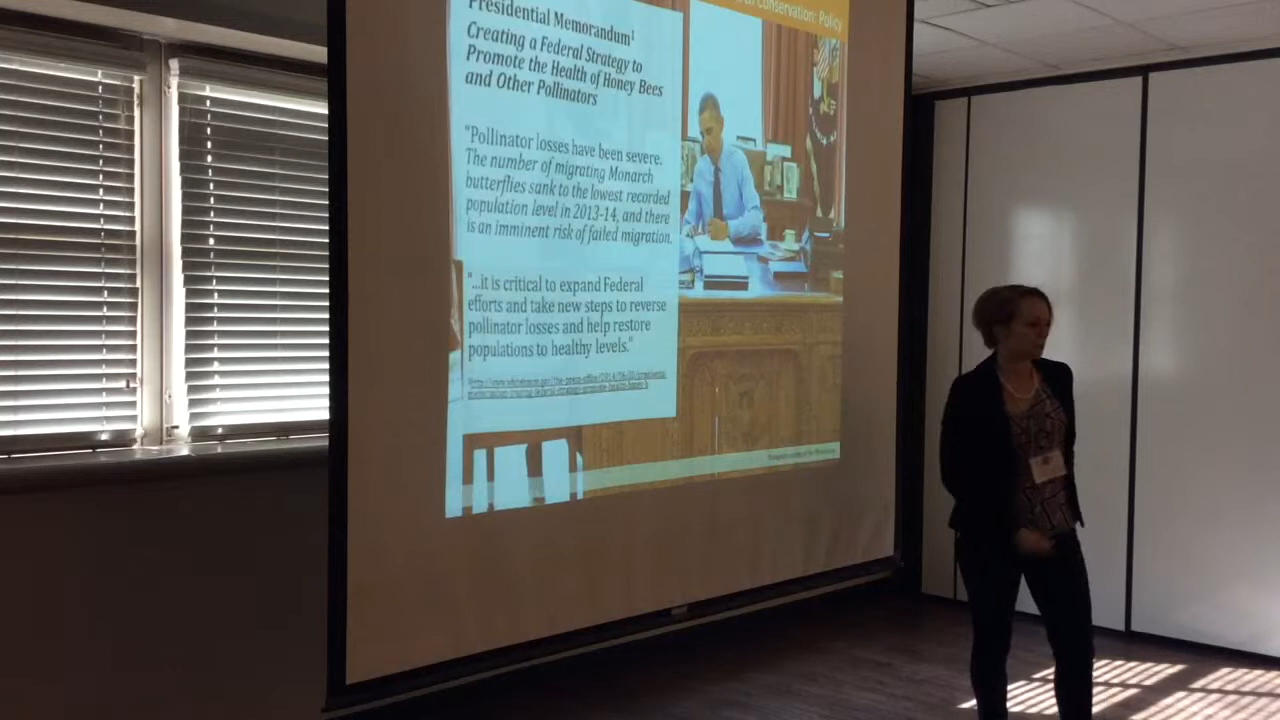 Conservation: Policy
Presidential Memorandum¹
Creating a Federal Strategy to
Promote the Health of Honey Bees
and Other Pollinators
"Pollinator losses have been severe.
The number of migrating Monarch
butterflies sank to the lowest recorded
population level in 2013-14, and there
is an imminent risk of failed migration.
"...it is critical to expand Federal
efforts and take new steps to reverse
pollinator losses and help restore
populations to healthy levels."